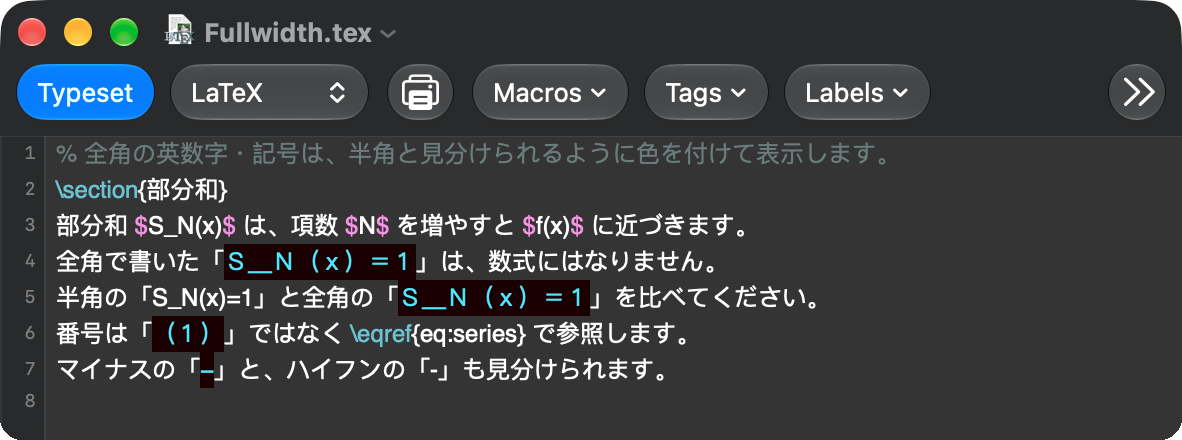 Fullwidth.tex
Typeset LaTeX Macros Tags Labels
1 % 全角の英数字・記号は、半角と見分けられるように色を付けて表示します。
2 \section{部分和}
3 部分和 $S_N(x)$ は、項数 $N$ を増やすと $f(x)$ に近づきます。
4 全角で書いた「S_N(x)=1」は、数式にはなりません。
5 半角の「S_N(x)=1」と全角の「S_N(x)=1」を比べてください。
6 番号は「(1)」ではなく \eqref{eq:series} で参照します。
7 マイナスの「−」と、ハイフンの「-」も見分けられます。
8